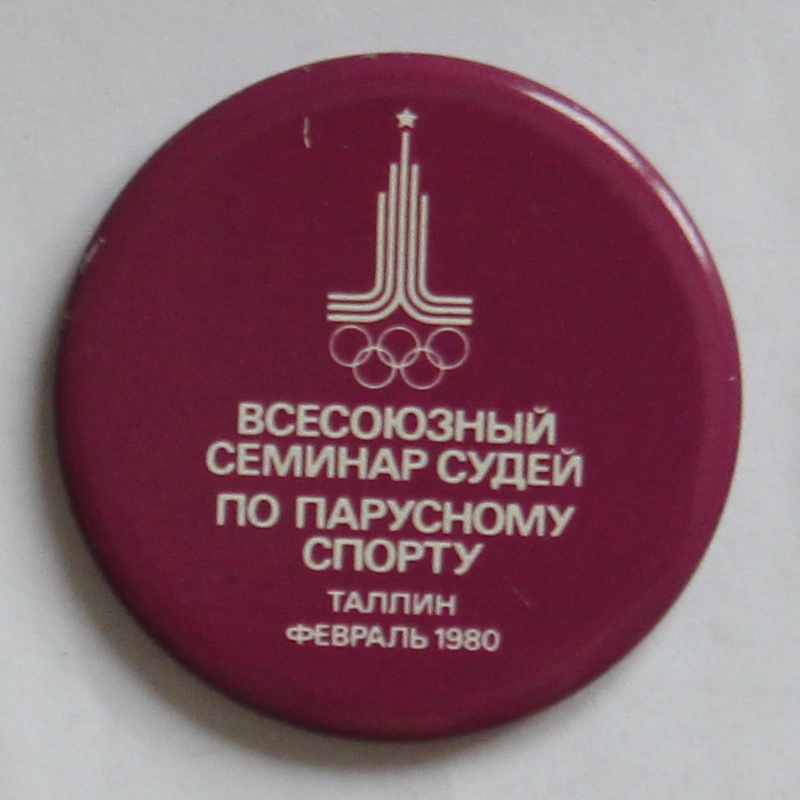 ВСЕСОЮЗНЫЙ
СЕМИНАР СУДЕЙ
ПО ПАРУСНОМУ
СПОРТУ
ТАЛЛИН
ФЕВРАЛЬ 1980